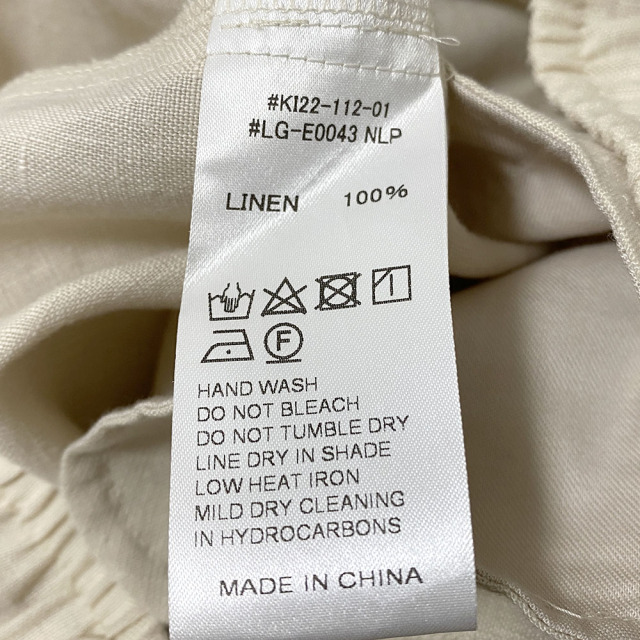 #KI22-112-01
#LG-E0043 NLP
LINEN 100%
F
HAND WASH
DO NOT BLEACH
DO NOT TUMBLE DRY
LINE DRY IN SHADE
LOW HEAT IRON
MILD DRY CLEANING
IN HYDROCARBONS
MADE IN CHINA